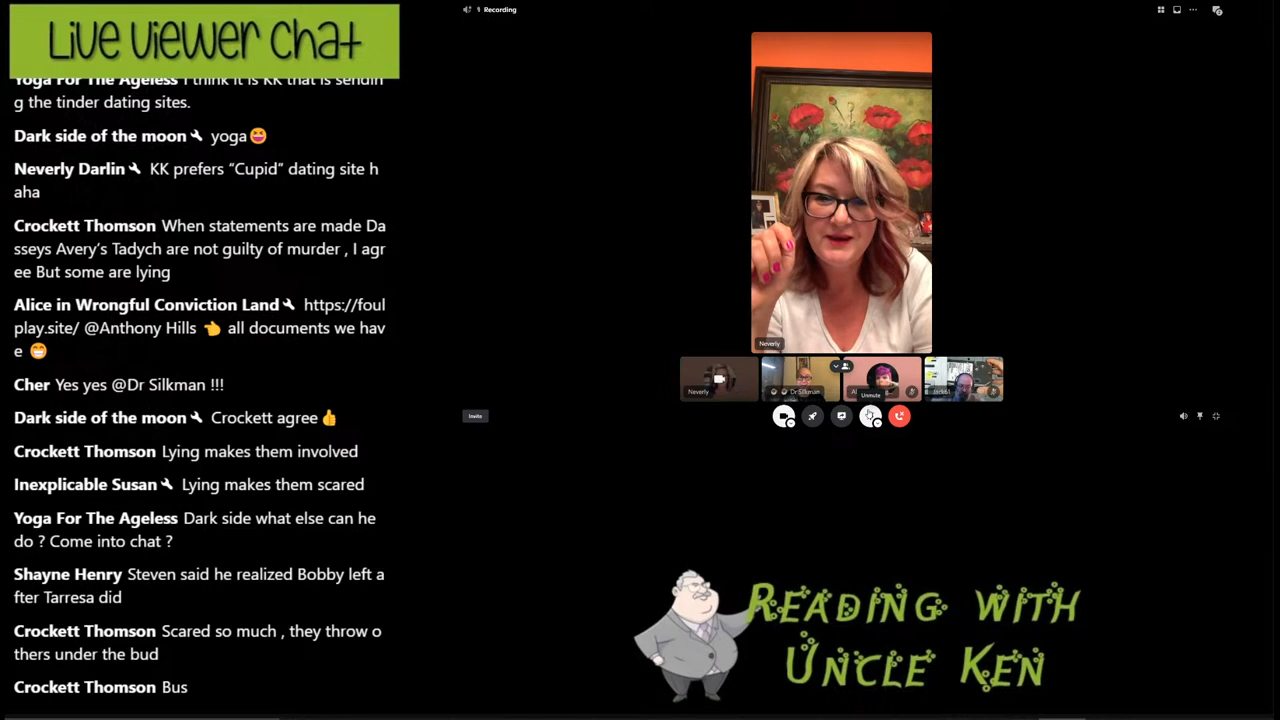 Live Viewer Chat
Yoga For The Ageless I think it is KK that is sendin
g the tinder dating sites.
Dark side of the moon yoga
Neverly Darlin KK prefers “Cupid” dating site h
aha
Crockett Thomson When statements are made Da
sseys Avery’s Tadych are not guilty of murder , I agr
ee But some are lying
Alice in Wrongful Conviction Land https://foul
play.site/ @Anthony Hills all documents we hav
e
Cher Yes yes @Dr Silkman !!!
Dark side of the moon Crockett agree
Crockett Thomson Lying makes them involved
Inexplicable Susan Lying makes them scared
Yoga For The Ageless Dark side what else can he
do ? Come into chat ?
Shayne Henry Steven said he realized Bobby left a
fter Tarresa did
Crockett Thomson Scared so much , they throw o
thers under the bud
Crockett Thomson Bus
Recording
Neverly
Neverly
Dr Silkman
Unmute
Invite
Reading with
Uncle Ken